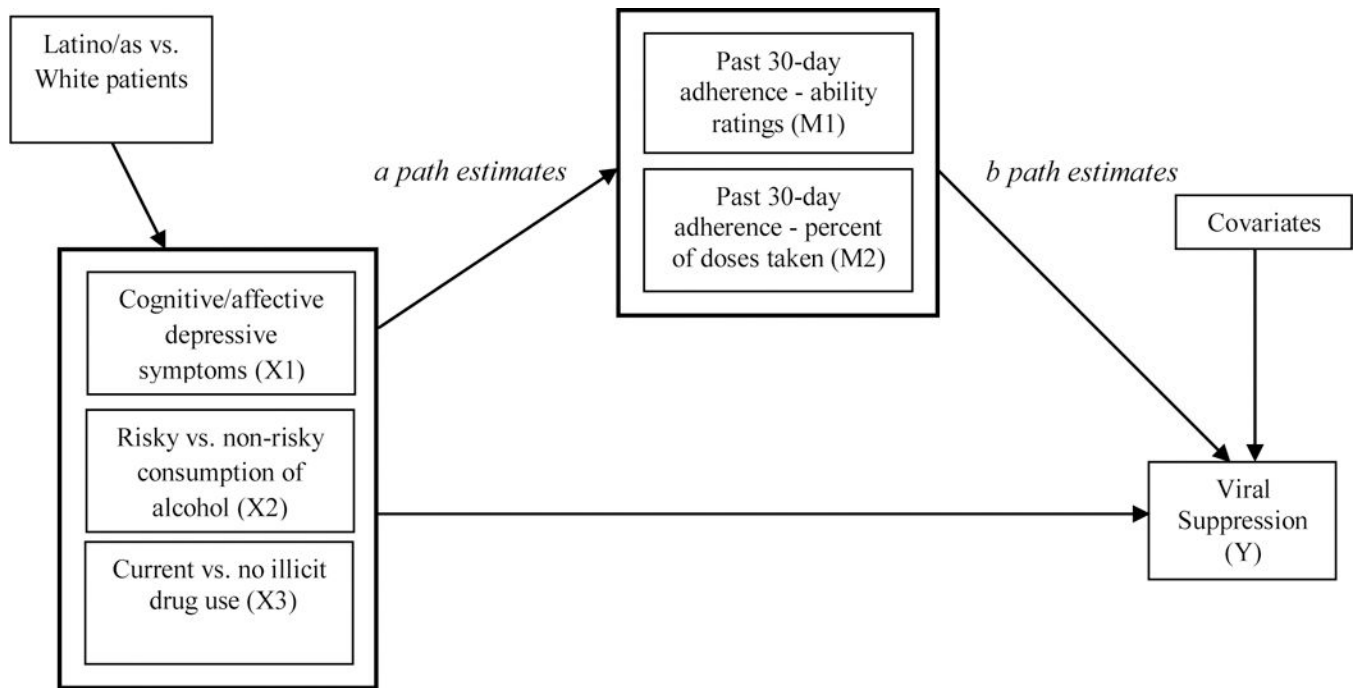 Latino/as vs.
White patients
Past 30-day
adherence - ability
ratings (M1)
a path estimates
b path estimates
Past 30-day
adherence - percent
of doses taken (M2)
Covariates
Cognitive/affective
depressive
symptoms (X1)
Risky vs. non-risky
consumption of
alcohol (X2)
Viral
Suppression
(Y)
Current vs. no illicit
drug use (X3)